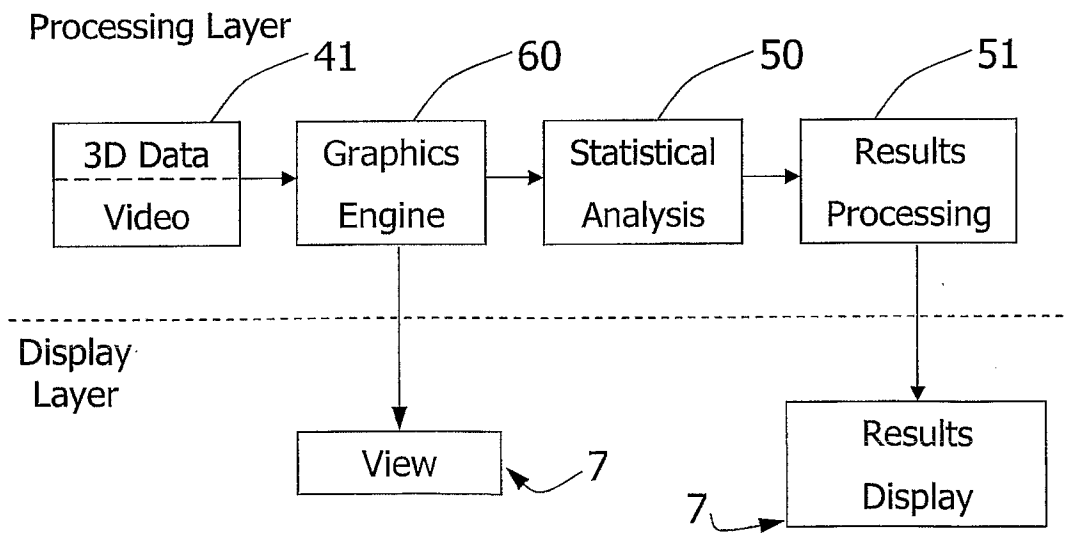 Processing Layer
41
60
50
51
3D Data
Video
Graphics
Engine
Statistical
Analysis
Results
Processing
Display
Layer
View
7
Results
Display
7